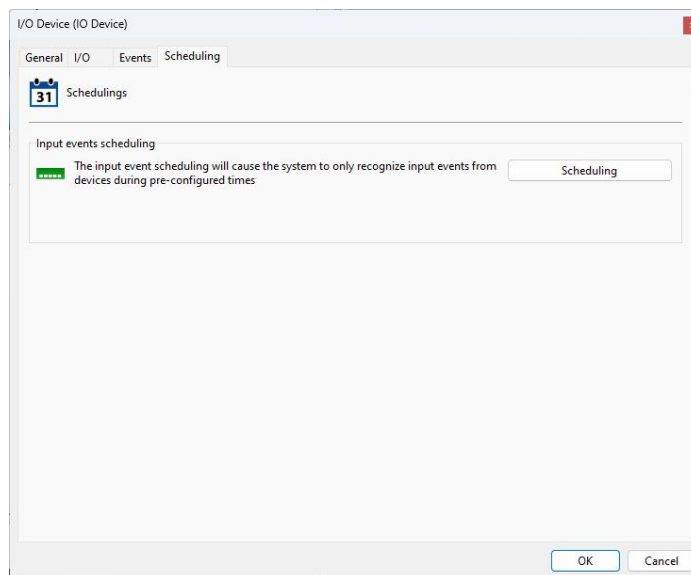 I/O Device (IO Device)
General I/O Events Scheduling
31 Schedulings
Input events scheduling
The input event scheduling will cause the system to only recognize input events from
devices during pre-configured times
Scheduling
OK Cancel